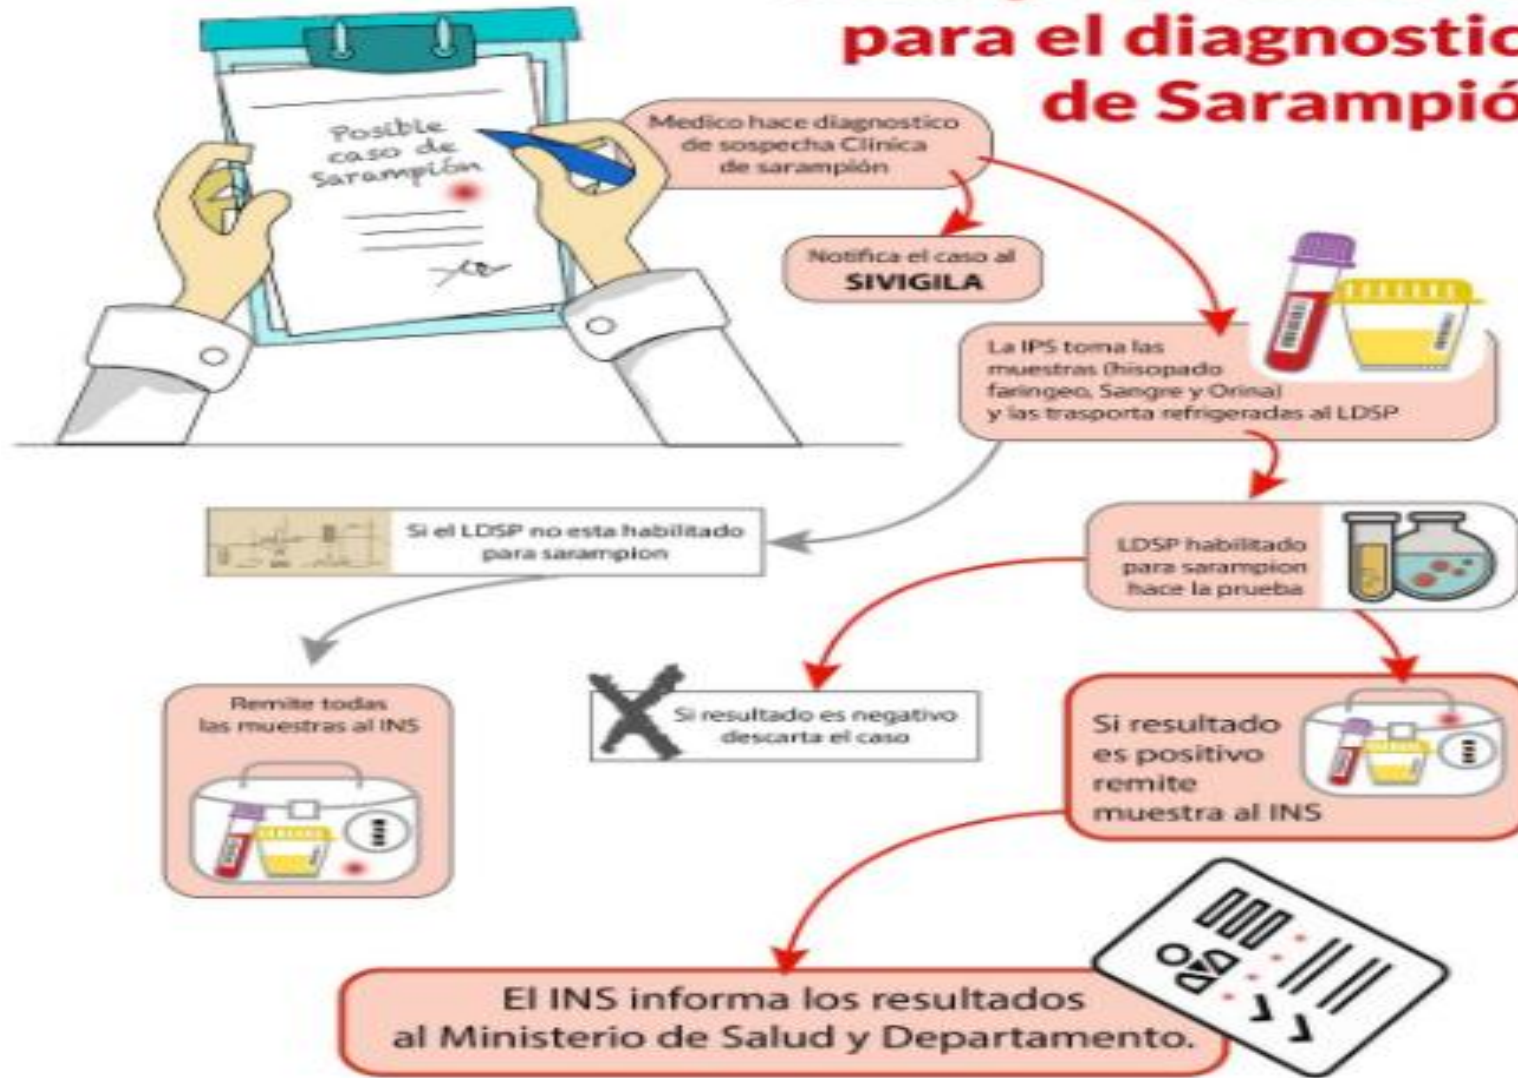 para el diagnostic
de Sarampió
Posible
caso de
Sarampión
Medico hace diagnostico
de sospecha Clinica
de sarampión
Notifica el caso al
SIVIGILA
La IPS toma las
muestras (hisopado
faringeo, Sangre y Orina)
y las trasporta refrigeradas al LDSP
Si el LDSP no esta habilitado
para sarampion
LDSP habilitado
para sarampion
hace la prueba
Remite todas
las muestras al INS
Si resultado es negativo
descarta el caso
Si resultado
es positivo
remite
muestra al INS
El INS informa los resultados
al Ministerio de Salud y Departamento.